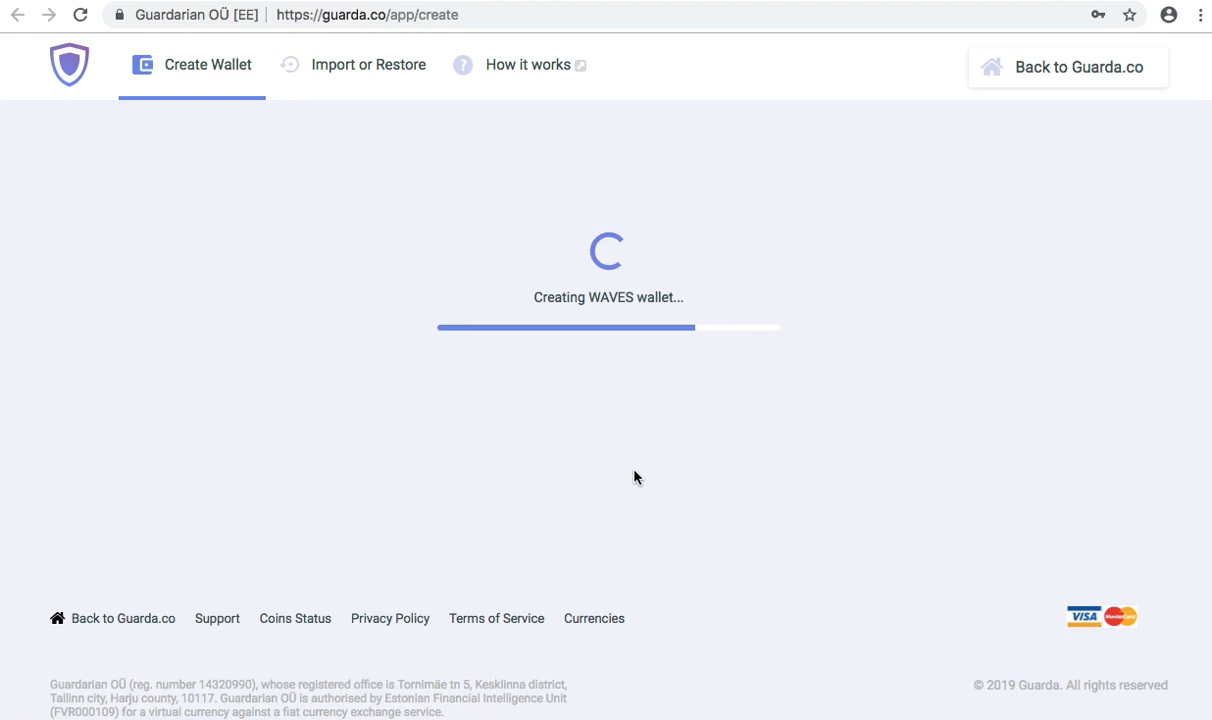 Guardarian OÜ [EE] | https://guarda.co/app/create
Create Wallet
Import or Restore
? How it works
Back to Guarda.co
Creating WAVES wallet...
Back to Guarda.co Support Coins Status Privacy Policy Terms of Service Currencies
VISA MasterCard
Guardarian OÜ (reg. number 14320990), whose registered office is Tornimäe tn 5, Kesklinna district,
Tallinn city, Harju county, 10117. Guardarian OÜ is authorised by Estonian Financial Intelligence Unit
(FVR000109) for a virtual currency against a fiat currency exchange service.
© 2019 Guarda. All rights reserved